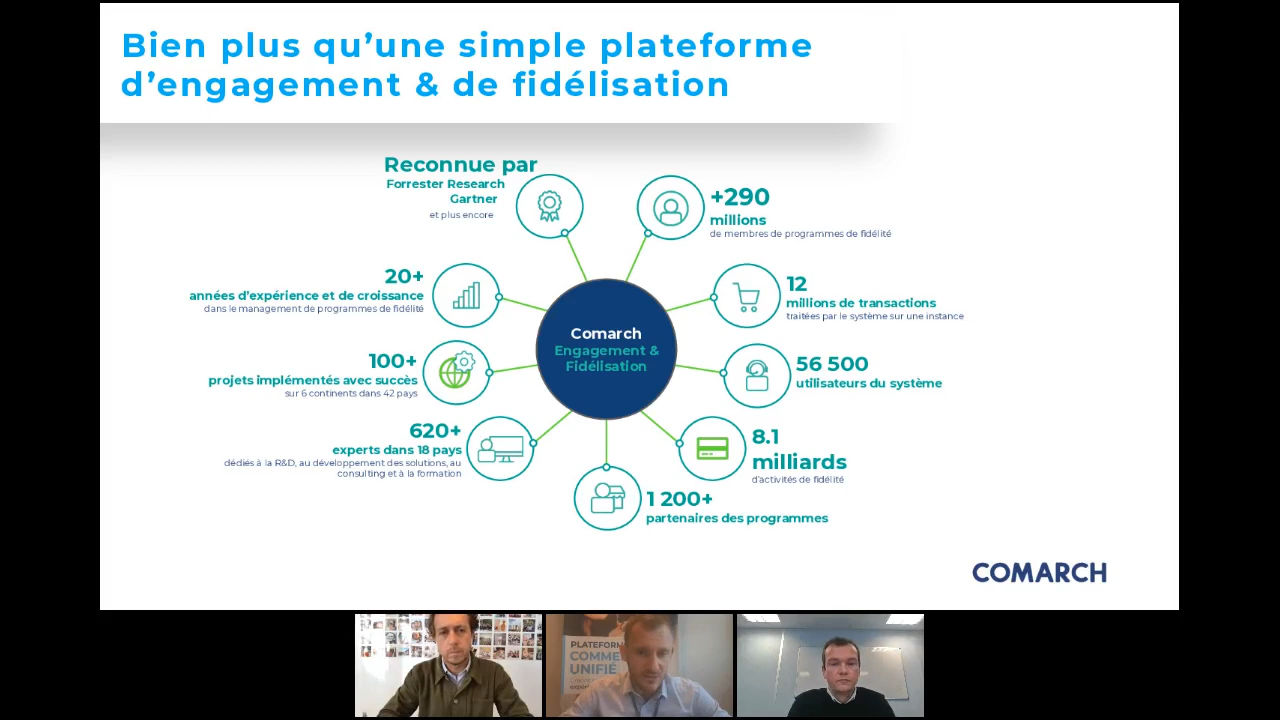 Bien plus qu’une simple plateforme
d’engagement & de fidélisation
Reconnue par
Forrester Research
Gartner
et plus encore
+290
millions
de membres de programmes de fidélité
20+
années d’expérience et de croissance
dans le management de programmes de fidélité
12
millions de transactions
traitées par le système sur une instance
Comarch
Engagement &
Fidélisation
100+
projets implémentés avec succès
sur 6 continents dans 42 pays
56 500
utilisateurs du système
620+
experts dans 18 pays
dédiés à la R&D, au développement des solutions, au
consulting et à la formation
8.1
milliards
d’activités de fidélité
1 200+
partenaires des programmes
COMARCH
PLATEFORM
COMME
UNIFIÉ